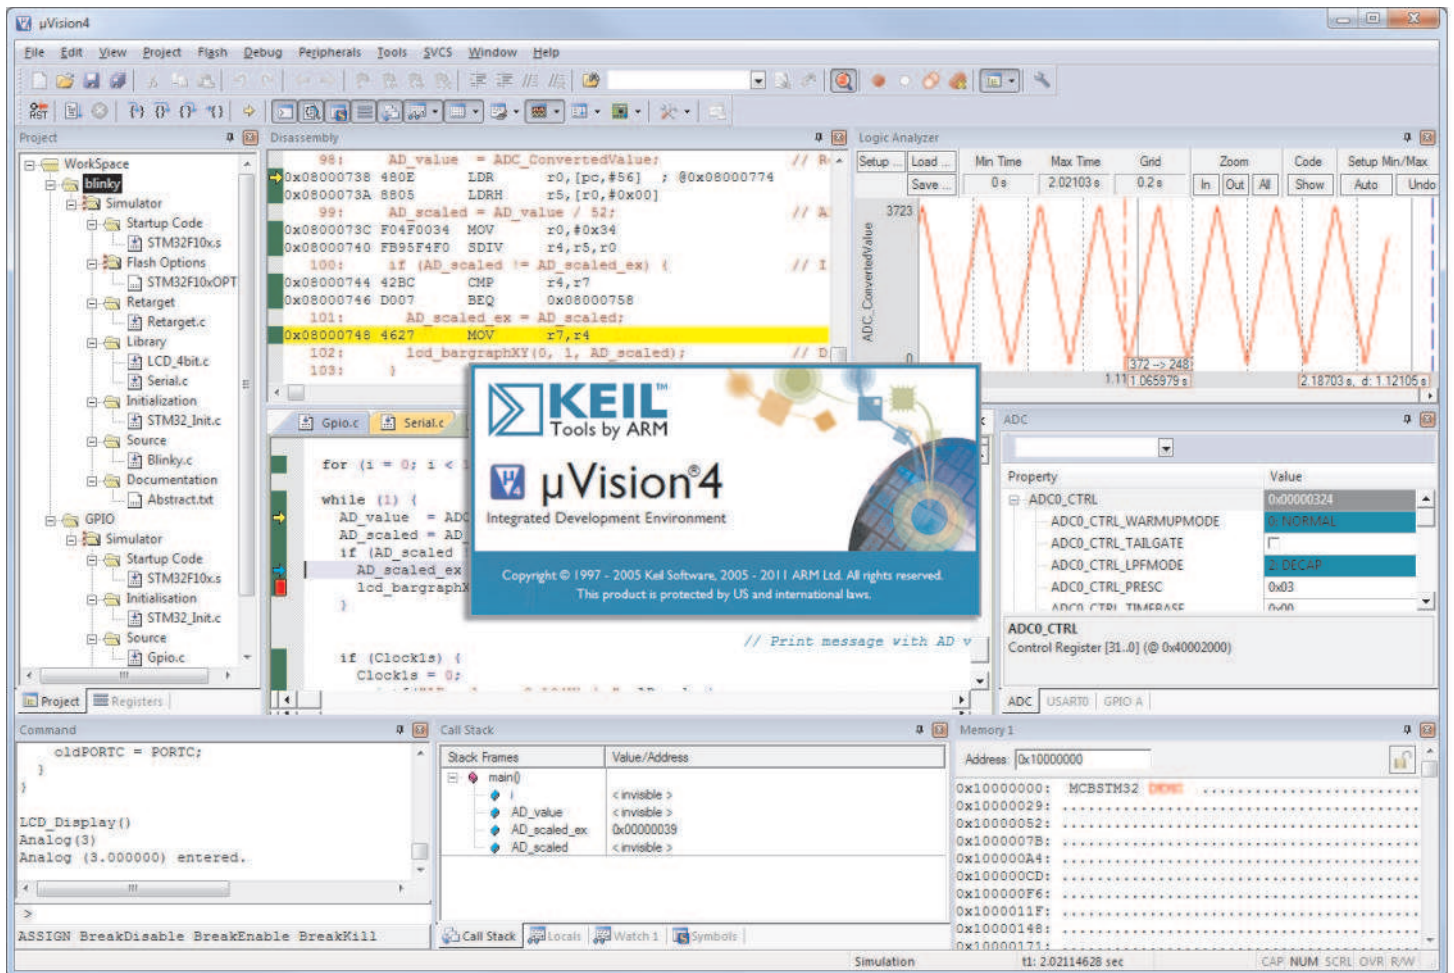 µVision4
File Edit View Project Flash Debug Peripherals Tools SVCS Window Help
RST
Project
WorkSpace
blinky
Simulator
Startup Code
STM32F10x.s
Flash Options
STM32F10xOPT
Retarget
Retarget.c
Library
LCD_4bit.c
Serial.c
Initialization
STM32_Init.c
Source
Blinky.c
Documentation
Abstract.txt
GPIO
Simulator
Startup Code
STM32F10x.s
Initialisation
STM32_Init.c
Source
Gpio.c
Project Registers
Disassembly
98: AD_value = ADC_ConvertedValue; // R
0x08000738 480E LDR r0,[pc,#56] ; @0x08000774
0x0800073A 8805 LDRH r5,[r0,#0x00]
99: AD_scaled = AD_value / 52; // A
0x0800073C F04F0034 MOV r0,#0x34
0x08000740 FB95F4F0 SDIV r4,r5,r0
100: if (AD_scaled != AD_scaled_ex) { // I
0x08000744 42BC CMP r4,r7
0x08000746 D007 BEQ 0x08000758
101: AD_scaled_ex = AD_scaled;
0x08000748 4627 MOV r7,r4
102: lcd_bargraphXY(0, 1, AD_scaled); // D
103: }
Logic Analyzer
Setup ... Load ... Min Time Max Time Grid Zoom Code Setup Min/Max
Save ... 0 s 2.02103 s 0.2 s In Out All Show Auto Undo
3723
ADC_ConvertedValue
0
372 --> 248
1.11 1.065979 s 2.18703 s, d: 1.12105 s
Gpio.c Serial.c
for (i = 0; i < 1
while (1) {
AD_value = ADC
AD_scaled = AD_
if (AD_scaled !
AD_scaled_ex
lcd_bargraphX
}
// Print message with AD v
if (Clock1s) {
Clock1s = 0;
KEIL™
Tools by ARM
µVision®4
Integrated Development Environment
Copyright © 1997 - 2005 Keil Software, 2005 - 2011 ARM Ltd. All rights reserved.
This product is protected by US and international laws.
ADC
Property Value
ADC0_CTRL 0x00000324
ADC0_CTRL_WARMUPMODE 0: NORMAL
ADC0_CTRL_TAILGATE
ADC0_CTRL_LPFMODE 2: DECAP
ADC0_CTRL_PRESC 0x03
ADC0_CTRL_TIMEBASE 0x00
ADC0_CTRL
Control Register [31..0] (@ 0x40002000)
ADC USART0 GPIO A
Command
oldPORTC = PORTC;
}
}
LCD_Display()
Analog(3)
Analog (3.000000) entered.
>
ASSIGN BreakDisable BreakEnable BreakKill
Call Stack
Stack Frames Value/Address
main()
i < invisible >
AD_value < invisible >
AD_scaled_ex 0x00000039
AD_scaled < invisible >
Call Stack Locals Watch 1 Symbols
Memory 1
Address: 0x10000000
0x10000000: MCBSTM32 DEMO ....................
0x10000029: .................................
0x10000052: .................................
0x1000007B: .................................
0x100000A4: .................................
0x100000CD: .................................
0x100000F6: .................................
0x1000011F: .................................
0x10000148: .................................
0x10000171: .................................
Simulation t1: 2.02114628 sec CAP NUM SCRL OVR R/W